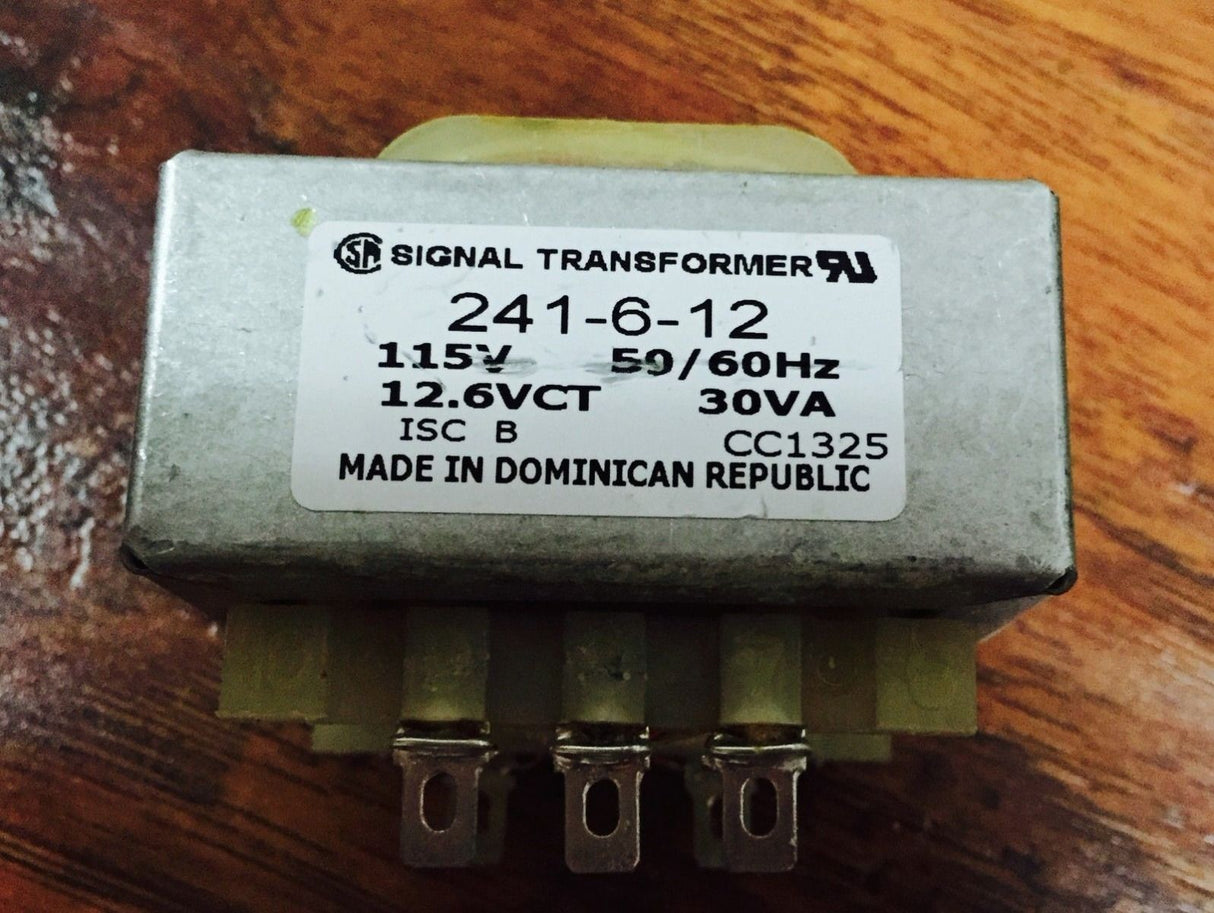 SIGNAL TRANSFORMER
241-6-12
115V 50/60Hz
12.6VCT 30VA
ISC B CC1325
MADE IN DOMINICAN REPUBLIC